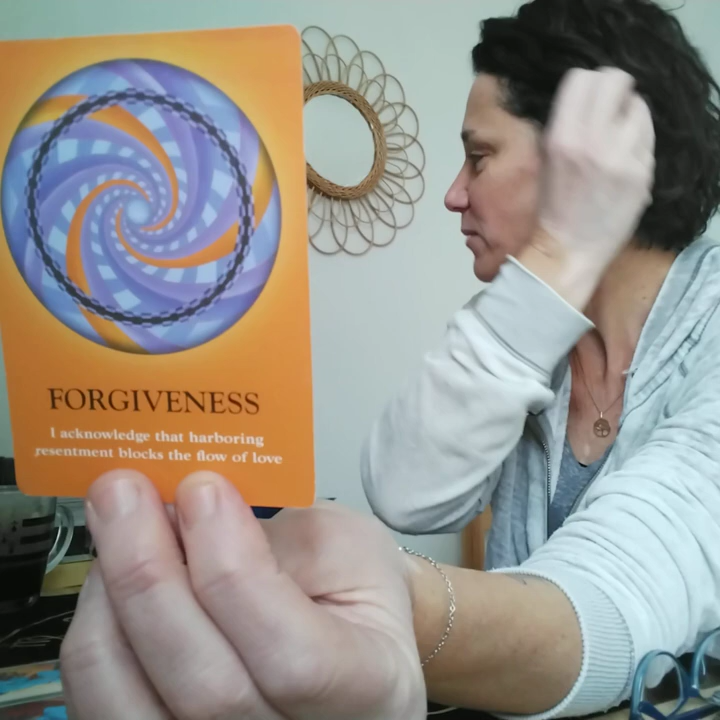 FORGIVENESS
I acknowledge that harboring
resentment blocks the flow of love